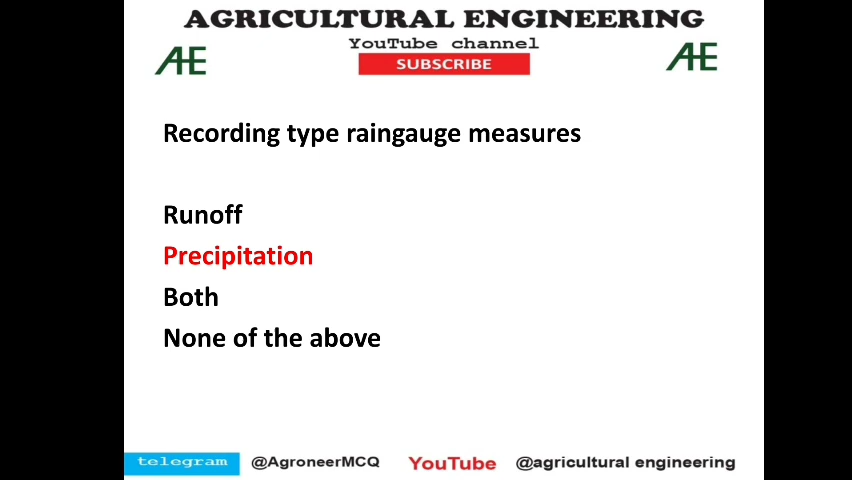 AGRICULTURAL ENGINEERING
YouTube channel
SUBSCRIBE
AE AE
Recording type raingauge measures
Runoff
Precipitation
Both
None of the above
telegram @AgroneerMCQ YouTube @agricultural engineering